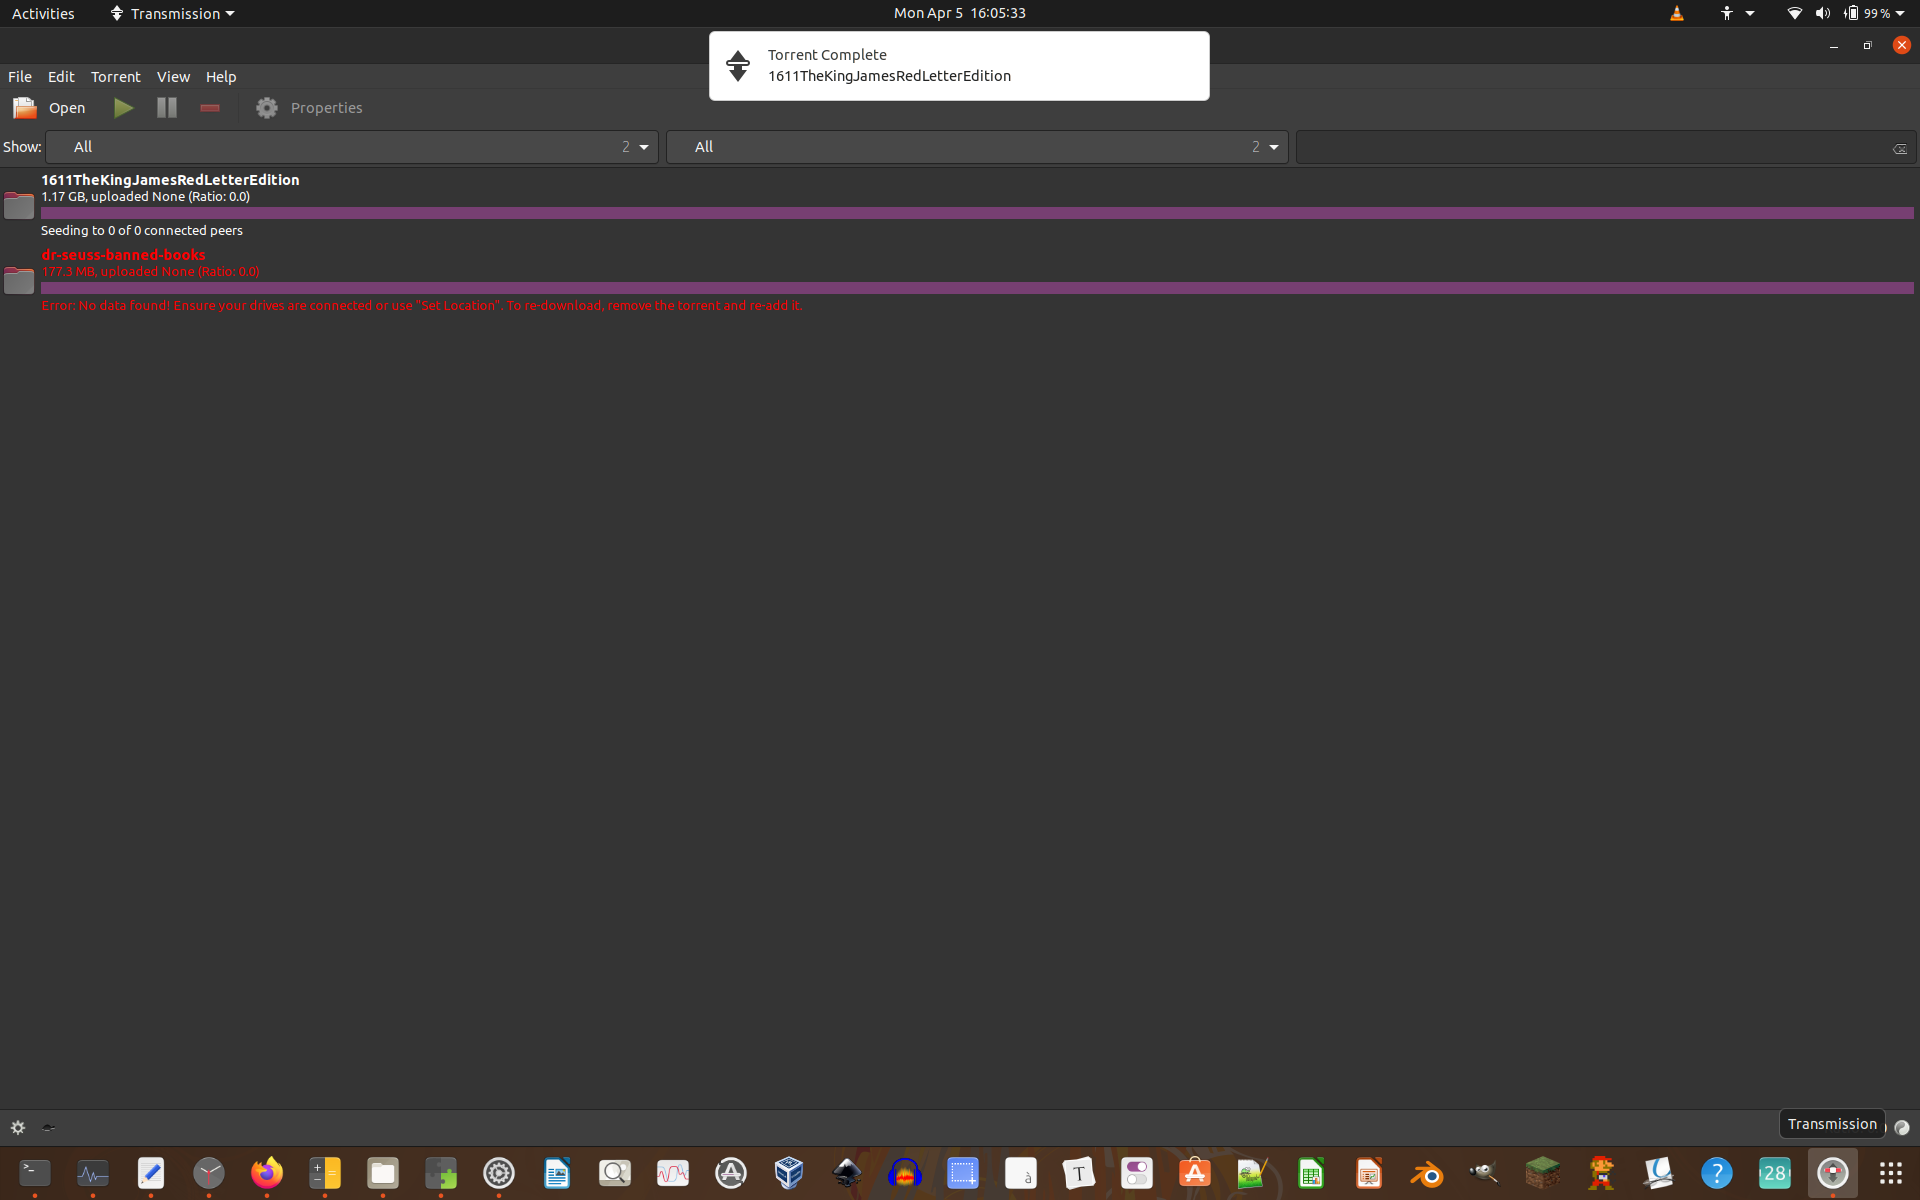 Activities
Transmission
Mon Apr 5 16:05:33
99 %
Torrent Complete
1611TheKingJamesRedLetterEdition
File Edit Torrent View Help
Open
Properties
Show:
All 2
All 2
1611TheKingJamesRedLetterEdition
1.17 GB, uploaded None (Ratio: 0.0)
Seeding to 0 of 0 connected peers
dr-seuss-banned-books
177.3 MB, uploaded None (Ratio: 0.0)
Error: No data found! Ensure your drives are connected or use "Set Location". To re-download, remove the torrent and re-add it.
Transmission
>_
à
T
?
28